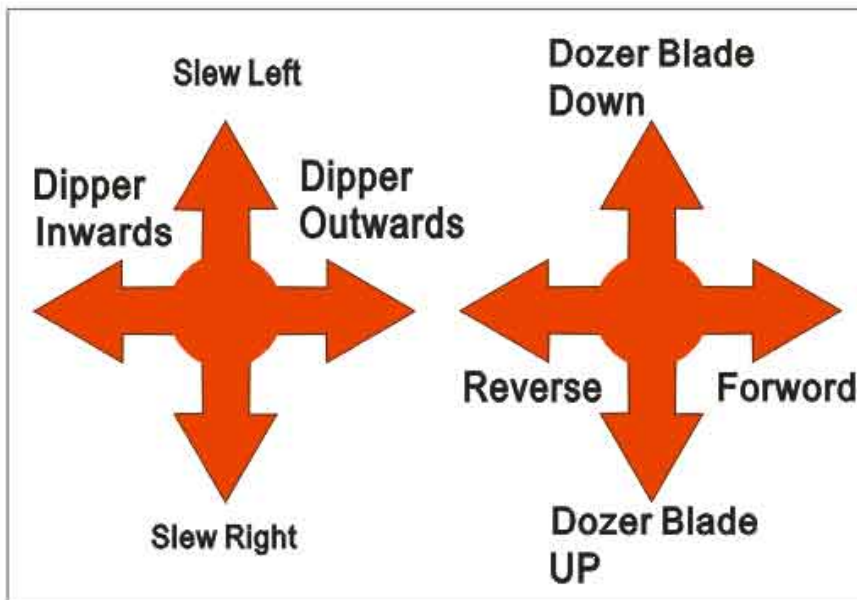 Slew Left
Dipper
Inwards
Dipper
Outwards
Slew Right
Dozer Blade
Down
Reverse
Forword
Dozer Blade
UP